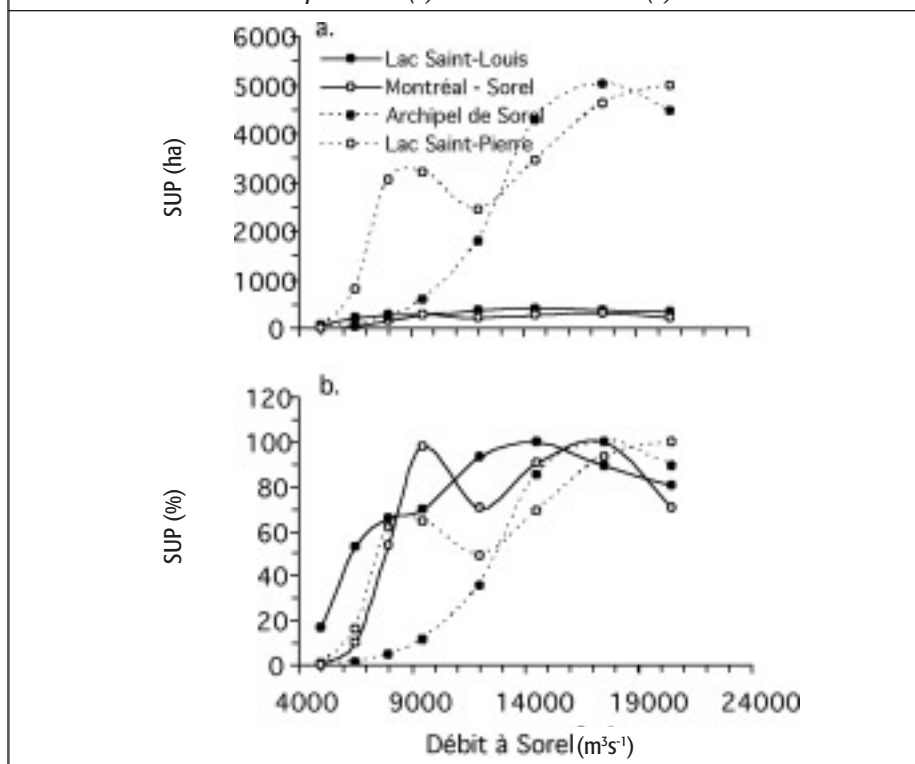 a.
6000
5000
4000
3000
2000
1000
0
SUP (ha)
Lac Saint-Louis
Montréal - Sorel
Archipel de Sorel
Lac Saint-Pierre
b.
120
100
80
60
40
20
0
SUP (%)
4000 9000 14000 19000 24000
Débit à Sorel (m³s⁻¹)